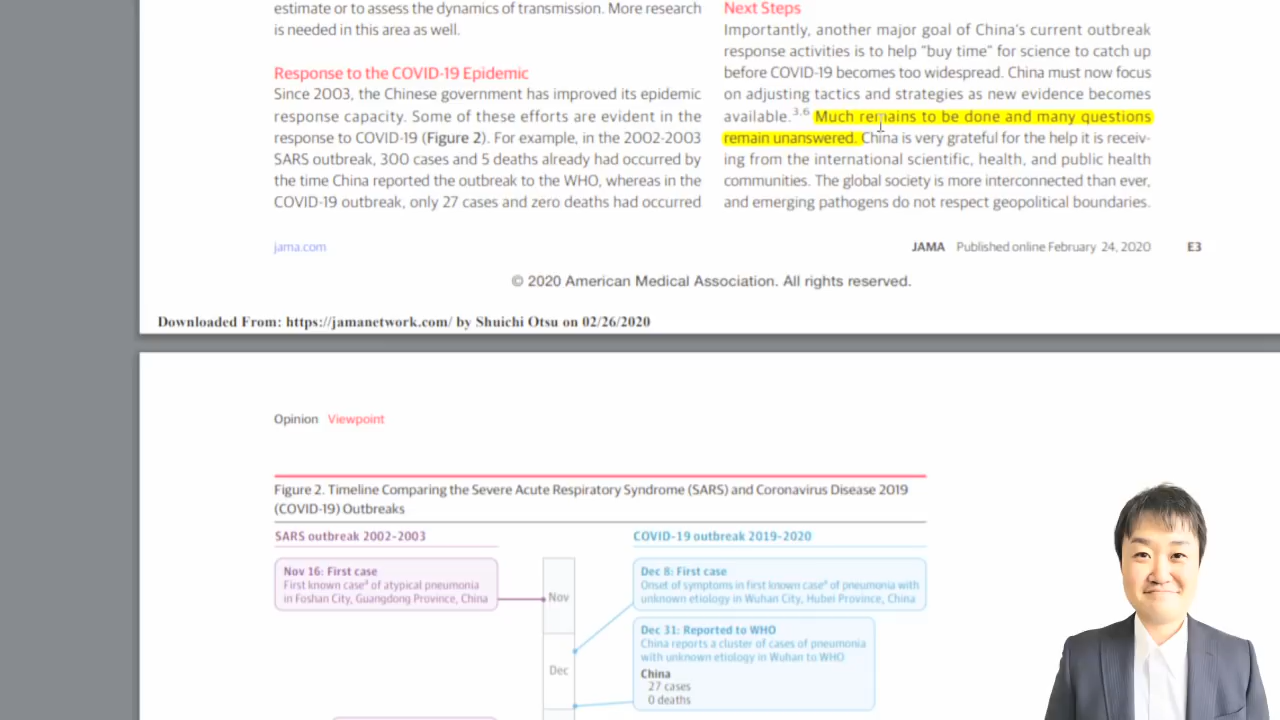 estimate or to assess the dynamics of transmission. More research
is needed in this area as well.
Response to the COVID-19 Epidemic
Since 2003, the Chinese government has improved its epidemic
response capacity. Some of these efforts are evident in the
response to COVID-19 (Figure 2). For example, in the 2002-2003
SARS outbreak, 300 cases and 5 deaths already had occurred by
the time China reported the outbreak to the WHO, whereas in the
COVID-19 outbreak, only 27 cases and zero deaths had occurred
Next Steps
Importantly, another major goal of China's current outbreak
response activities is to help "buy time" for science to catch up
before COVID-19 becomes too widespread. China must now focus
on adjusting tactics and strategies as new evidence becomes
available.3,6 Much remains to be done and many questions
remain unanswered. China is very grateful for the help it is receiv-
ing from the international scientific, health, and public health
communities. The global society is more interconnected than ever,
and emerging pathogens do not respect geopolitical boundaries.
jama.com
JAMA Published online February 24, 2020 E3
© 2020 American Medical Association. All rights reserved.
Downloaded From: https://jamanetwork.com/ by Shuichi Otsu on 02/26/2020
Opinion Viewpoint
Figure 2. Timeline Comparing the Severe Acute Respiratory Syndrome (SARS) and Coronavirus Disease 2019
(COVID-19) Outbreaks
SARS outbreak 2002-2003
COVID-19 outbreak 2019-2020
Nov 16: First case
First known caseª of atypical pneumonia
in Foshan City, Guangdong Province, China
Nov
Dec
Dec 8: First case
Onset of symptoms in first known caseª of pneumonia with
unknown etiology in Wuhan City, Hubei Province, China
Dec 31: Reported to WHO
China reports a cluster of cases of pneumonia
with unknown etiology in Wuhan to WHO
China
27 cases
0 deaths